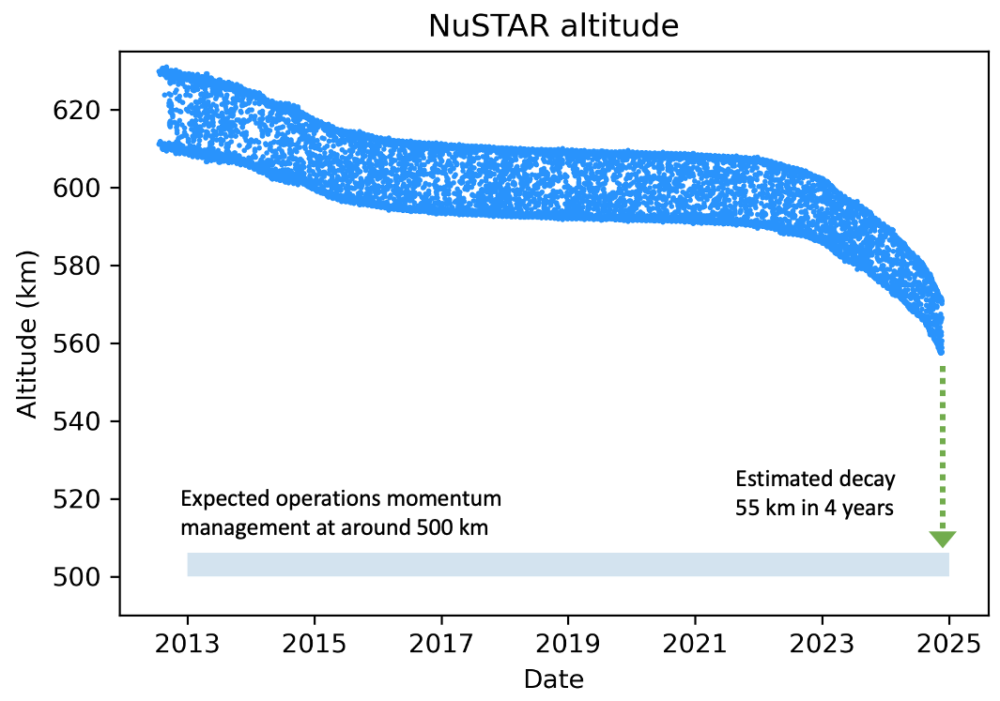 NuSTAR altitude
620
600
580
560
540
520
500
Altitude (km)
Expected operations momentum
management at around 500 km
Estimated decay
55 km in 4 years
2013 2015 2017 2019 2021 2023 2025
Date